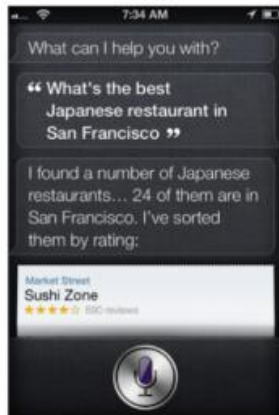 7:34 AM
What can I help you with?
“ What's the best
Japanese restaurant in
San Francisco ”
I found a number of Japanese
restaurants... 24 of them are in
San Francisco. I've sorted
them by rating:
Market Street
Sushi Zone
reviews